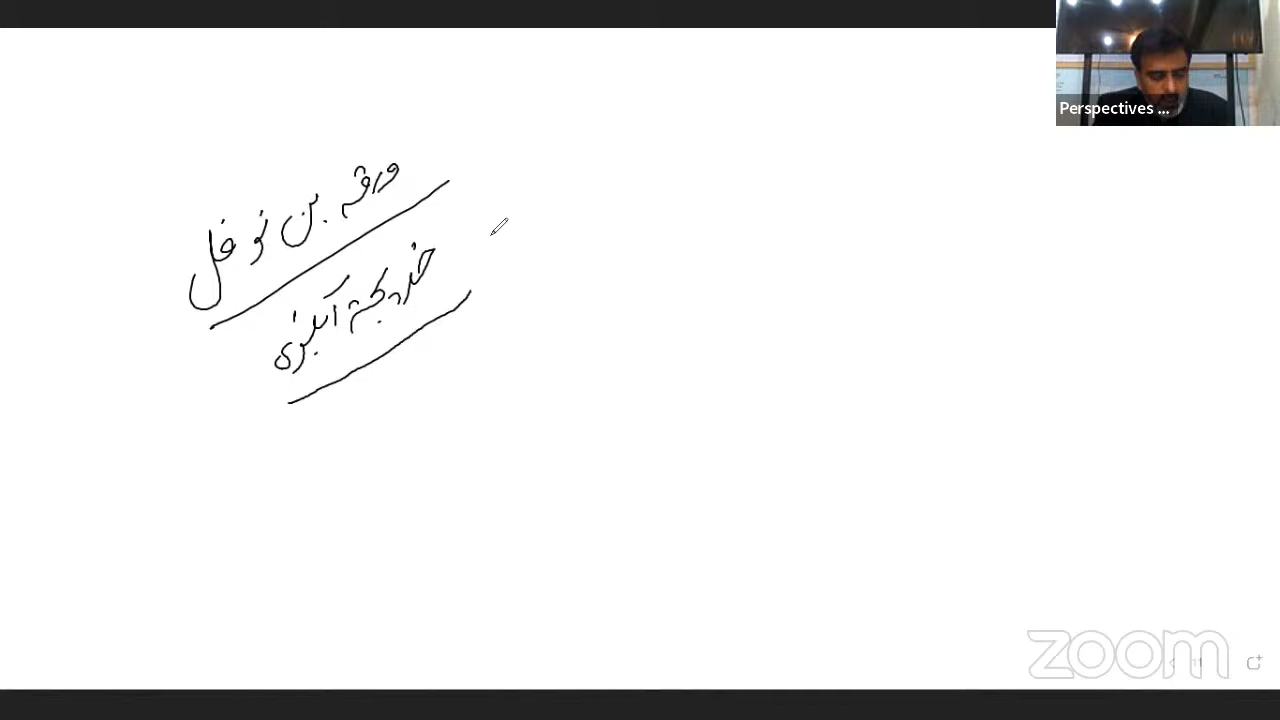 Perspectives ...
ورقہ بن نوفل
خدیجۃ الکبری
zoom